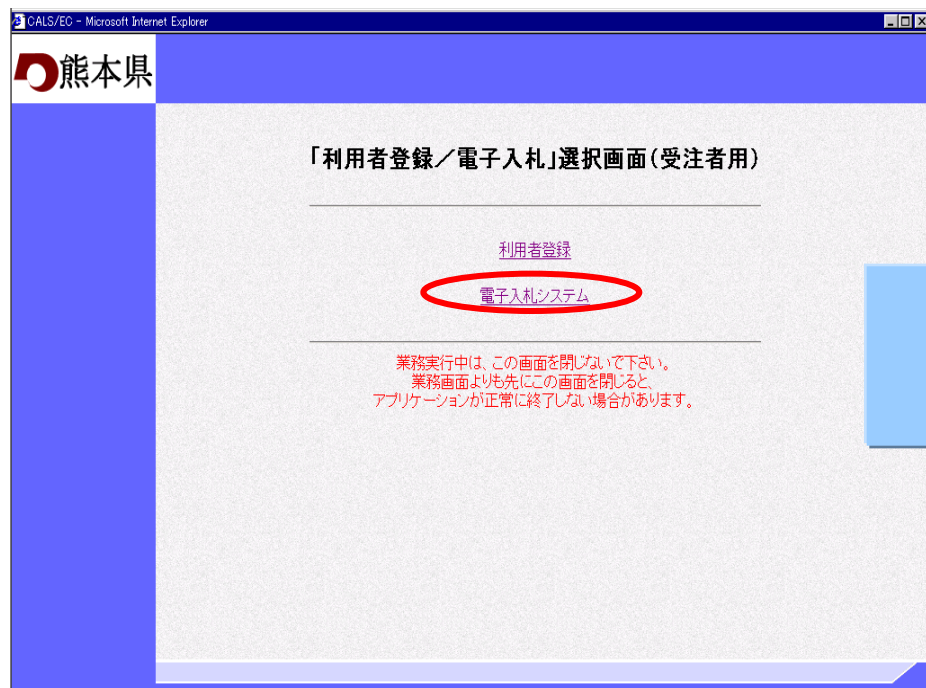 CALS/EC - Microsoft Internet Explorer
熊本県
「利用者登録／電子入札」選択画面（受注者用）
利用者登録
電子入札システム
業務実行中は、この画面を閉じないで下さい。
業務画面よりも先にこの画面を閉じると、
アプリケーションが正常に終了しない場合があります。